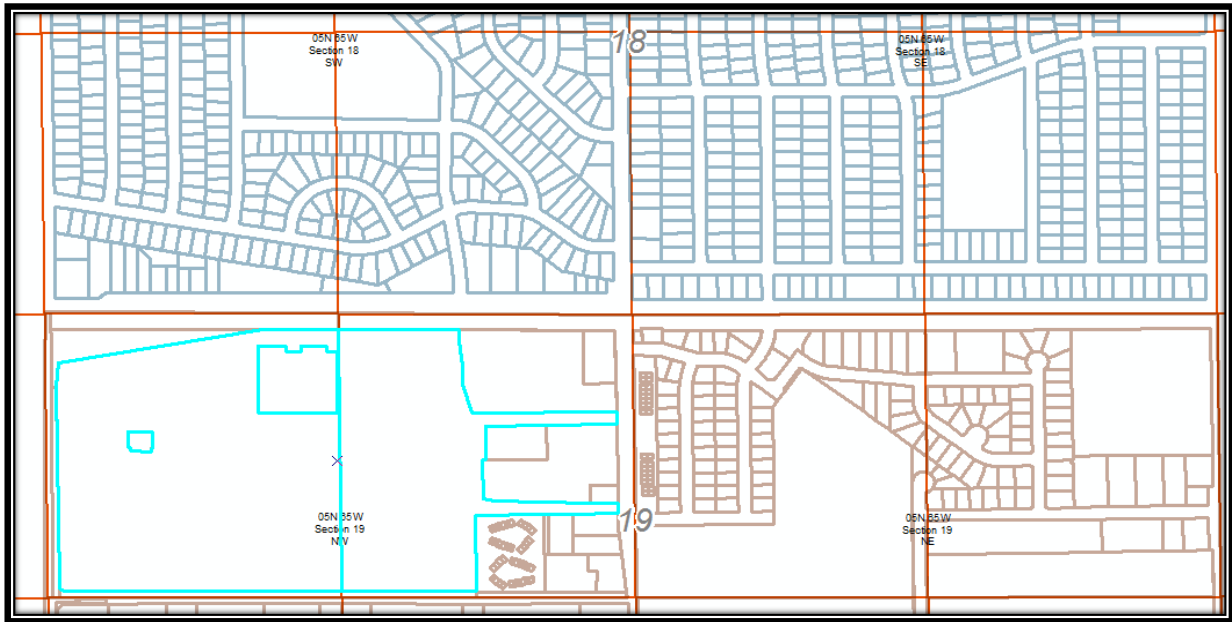 05N 65W
Section 18
SW
18
05N 65W
Section 18
SE
05N 65W
Section 19
NW
19
05N 65W
Section 19
NE